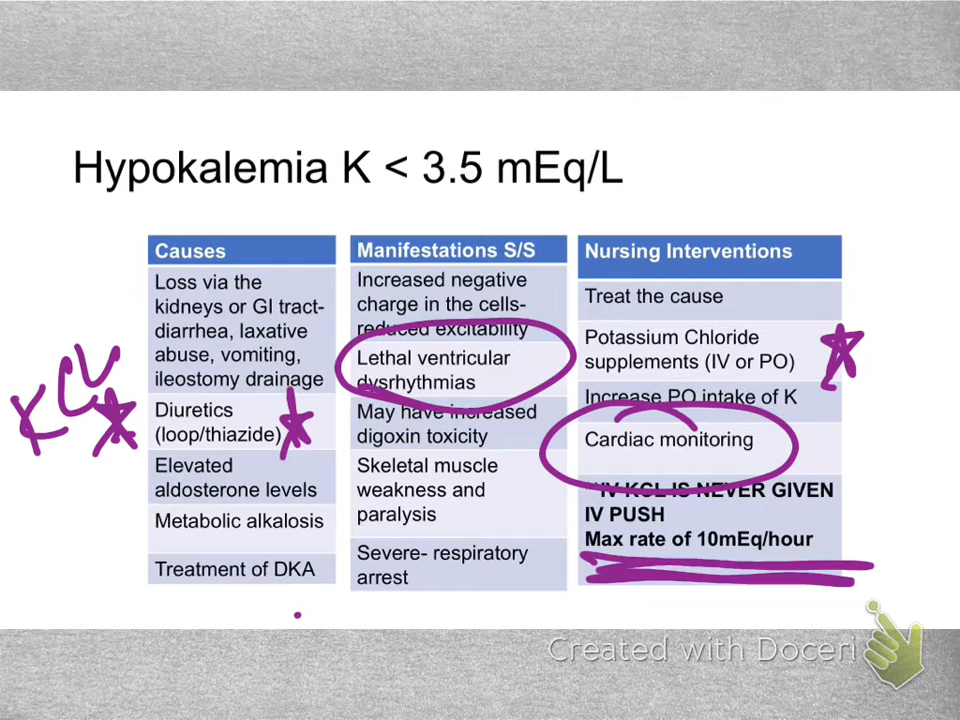 Hypokalemia K < 3.5 mEq/L
Causes
Loss via the
kidneys or GI tract-
diarrhea, laxative
abuse, vomiting,
ileostomy drainage
Diuretics
(loop/thiazide)
Elevated
aldosterone levels
Metabolic alkalosis
Treatment of DKA
Manifestations S/S
Increased negative
charge in the cells-
reduced excitability
Lethal ventricular
dysrhythmias
May have increased
digoxin toxicity
Skeletal muscle
weakness and
paralysis
Severe- respiratory
arrest
Nursing Interventions
Treat the cause
Potassium Chloride
supplements (IV or PO)
Increase PO intake of K
Cardiac monitoring
*IV KCL IS NEVER GIVEN
IV PUSH
Max rate of 10mEq/hour
Created with Doceri